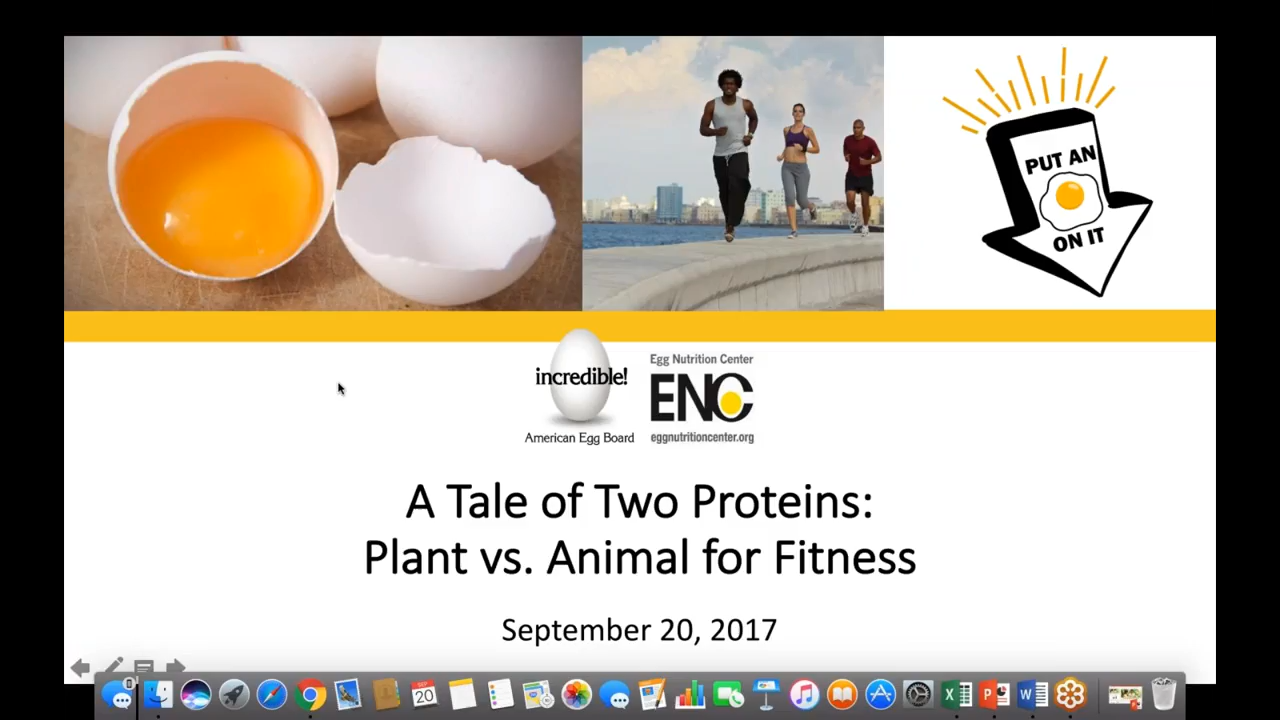 PUT AN
ON IT
incredible!
American Egg Board
Egg Nutrition Center
ENC
eggnutritioncenter.org
A Tale of Two Proteins:
Plant vs. Animal for Fitness
September 20, 2017
SEP
20